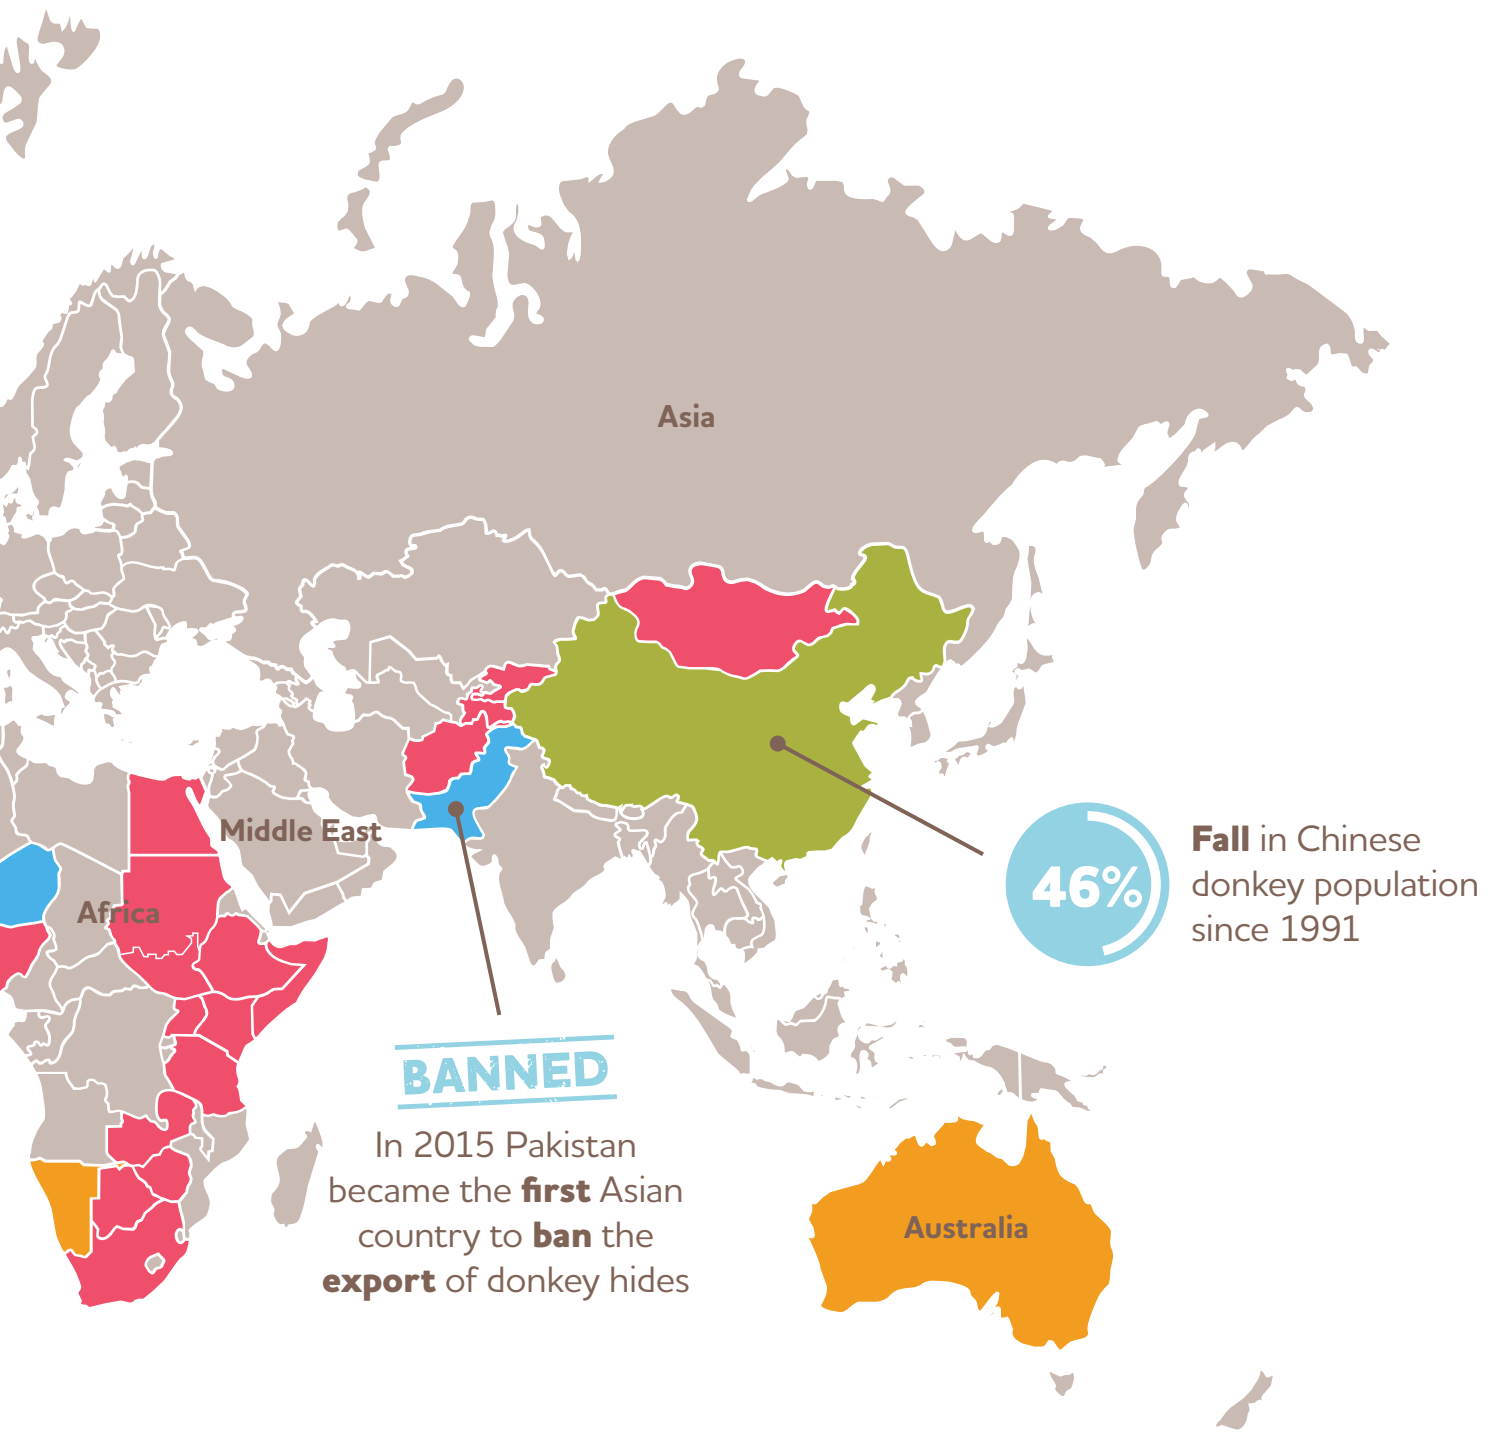 Asia
Middle East
Africa
46%
Fall in Chinese
donkey population
since 1991
BANNED
In 2015 Pakistan
became the first Asian
country to ban the
export of donkey hides
Australia